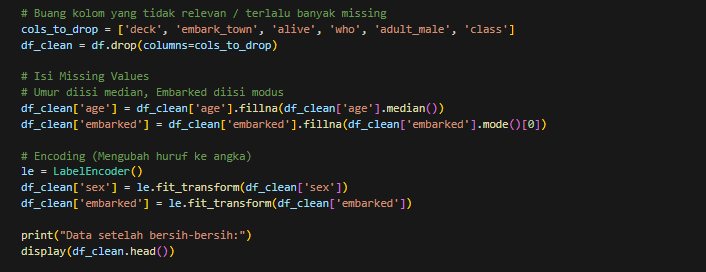 # Buang kolom yang tidak relevan / terlalu banyak missing
cols_to_drop = ['deck', 'embark_town', 'alive', 'who', 'adult_male', 'class']
df_clean = df.drop(columns=cols_to_drop)
# Isi Missing Values
# Umur diisi median, Embarked diisi modus
df_clean['age'] = df_clean['age'].fillna(df_clean['age'].median())
df_clean['embarked'] = df_clean['embarked'].fillna(df_clean['embarked'].mode()[0])
# Encoding (Mengubah huruf ke angka)
le = LabelEncoder()
df_clean['sex'] = le.fit_transform(df_clean['sex'])
df_clean['embarked'] = le.fit_transform(df_clean['embarked'])
print("Data setelah bersih-bersih:")
display(df_clean.head())